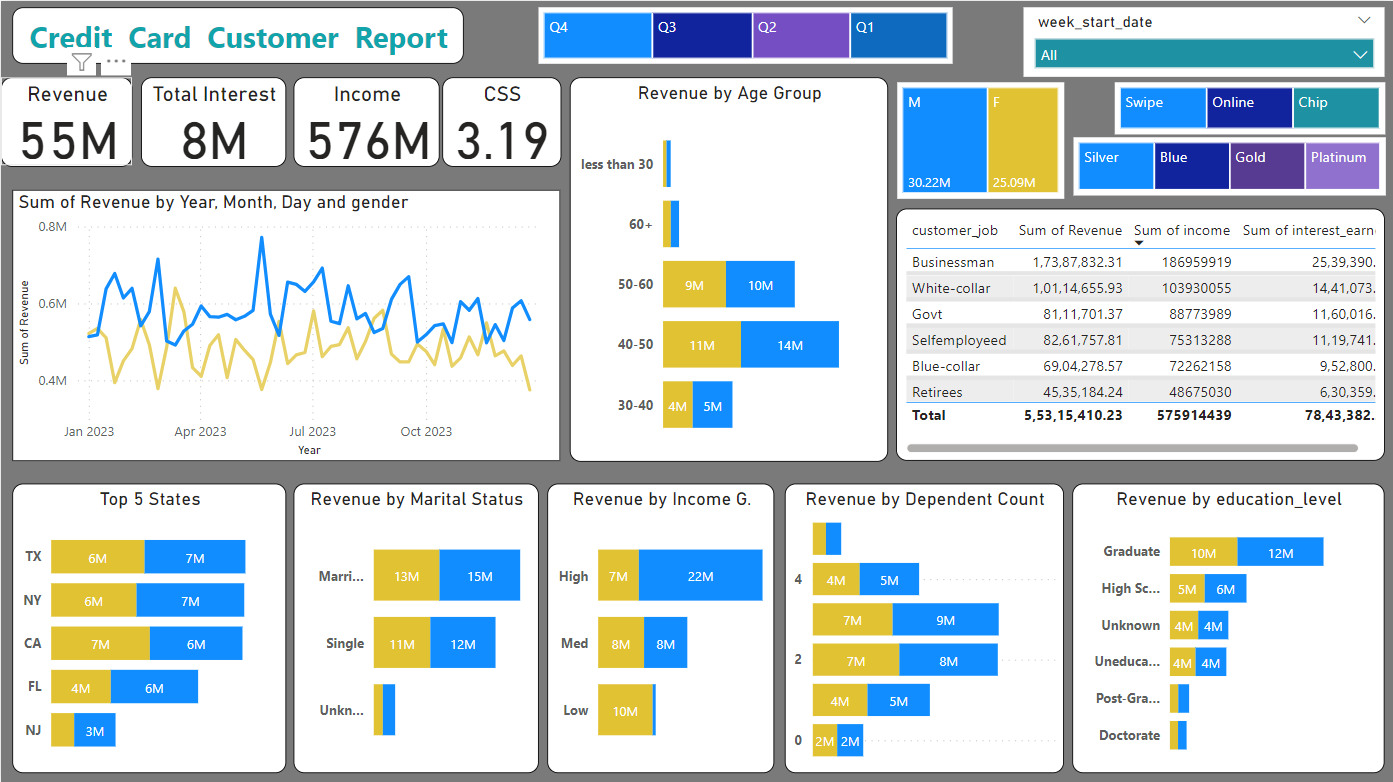 Credit Card Customer Report
Q4
Q3
Q2
Q1
week_start_date
All
Revenue
55M
Total Interest
8M
Income
576M
CSS
3.19
Revenue by Age Group
less than 30
60+
50-60
9M
10M
40-50
11M
14M
30-40
4M
5M
M
30.22M
F
25.09M
Swipe
Online
Chip
Silver
Blue
Gold
Platinum
Sum of Revenue by Year, Month, Day and gender
Sum of Revenue
0.8M
0.6M
0.4M
Jan 2023
Apr 2023
Jul 2023
Oct 2023
Year
customer_job Sum of Revenue Sum of income Sum of interest_earn
Businessman 1,73,87,832.31 186959919 25,39,390.
White-collar 1,01,14,655.93 103930055 14,41,073.
Govt 81,11,701.37 88773989 11,60,016.
Selfemployeed 82,61,757.81 75313288 11,19,741.
Blue-collar 69,04,278.57 72262158 9,52,800.
Retirees 45,35,184.24 48675030 6,30,359.
Total 5,53,15,410.23 575914439 78,43,382.
Top 5 States
TX
6M
7M
NY
6M
7M
CA
7M
6M
FL
4M
6M
NJ
3M
Revenue by Marital Status
Marri...
13M
15M
Single
11M
12M
Unkn...
Revenue by Income G.
High
7M
22M
Med
8M
8M
Low
10M
Revenue by Dependent Count
4
4M
5M
7M
9M
2
7M
8M
4M
5M
0
2M
2M
Revenue by education_level
Graduate
10M
12M
High Sc...
5M
6M
Unknown
4M
4M
Uneduca...
4M
4M
Post-Gra...
Doctorate